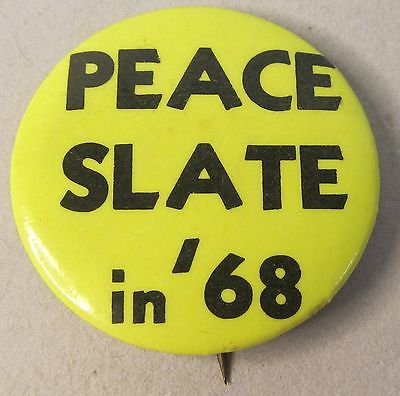 PEACE
SLATE
in '68